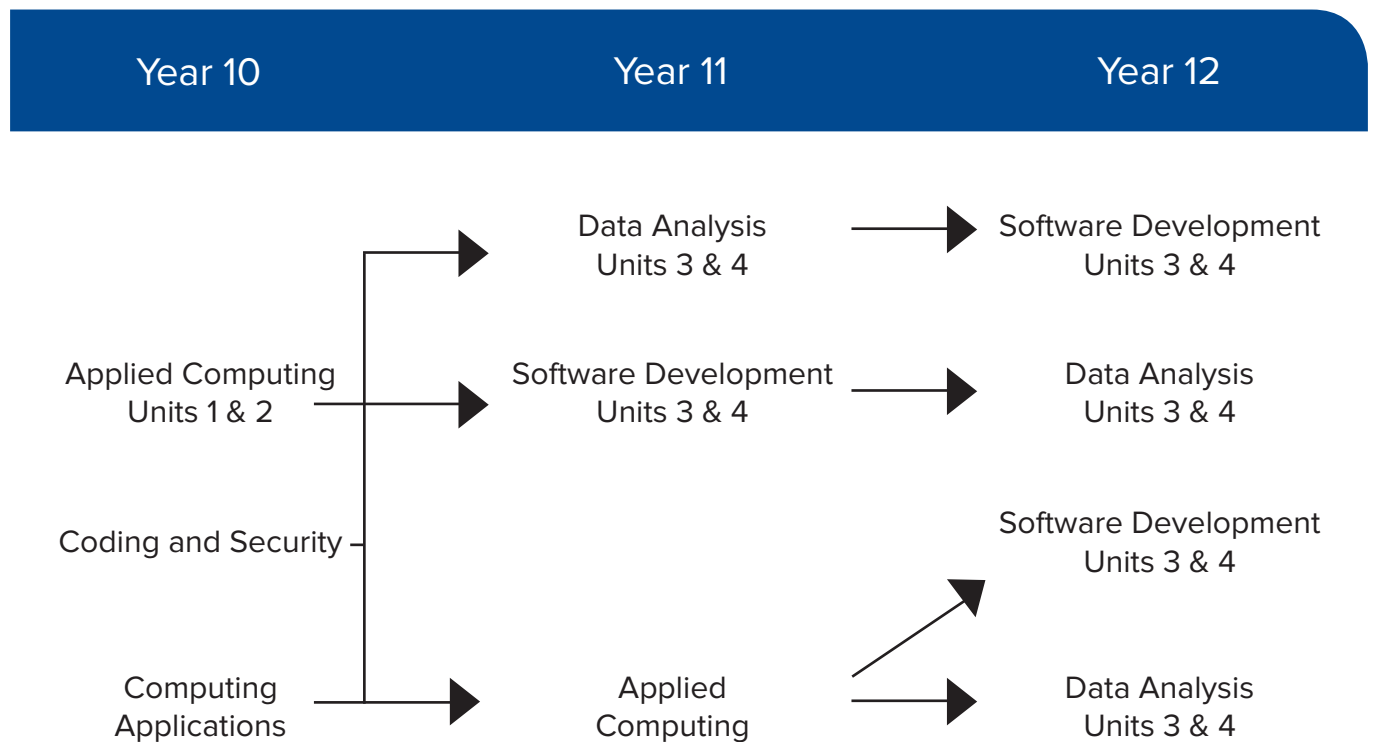 Year 10
Year 11
Year 12
Data Analysis
Units 3 & 4
Software Development
Units 3 & 4
Applied Computing
Units 1 & 2
Software Development
Units 3 & 4
Data Analysis
Units 3 & 4
Coding and Security
Software Development
Units 3 & 4
Computing
Applications
Applied
Computing
Data Analysis
Units 3 & 4